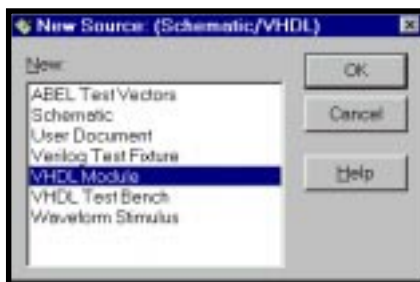 New Source: (Schematic/VHDL)
New:
OK
ABEL Test Vectors
Schematic
User Document
Cancel
Verilog Test Fixture
VHDL Module
Help
VHDL Test Bench
Waveform Stimulus